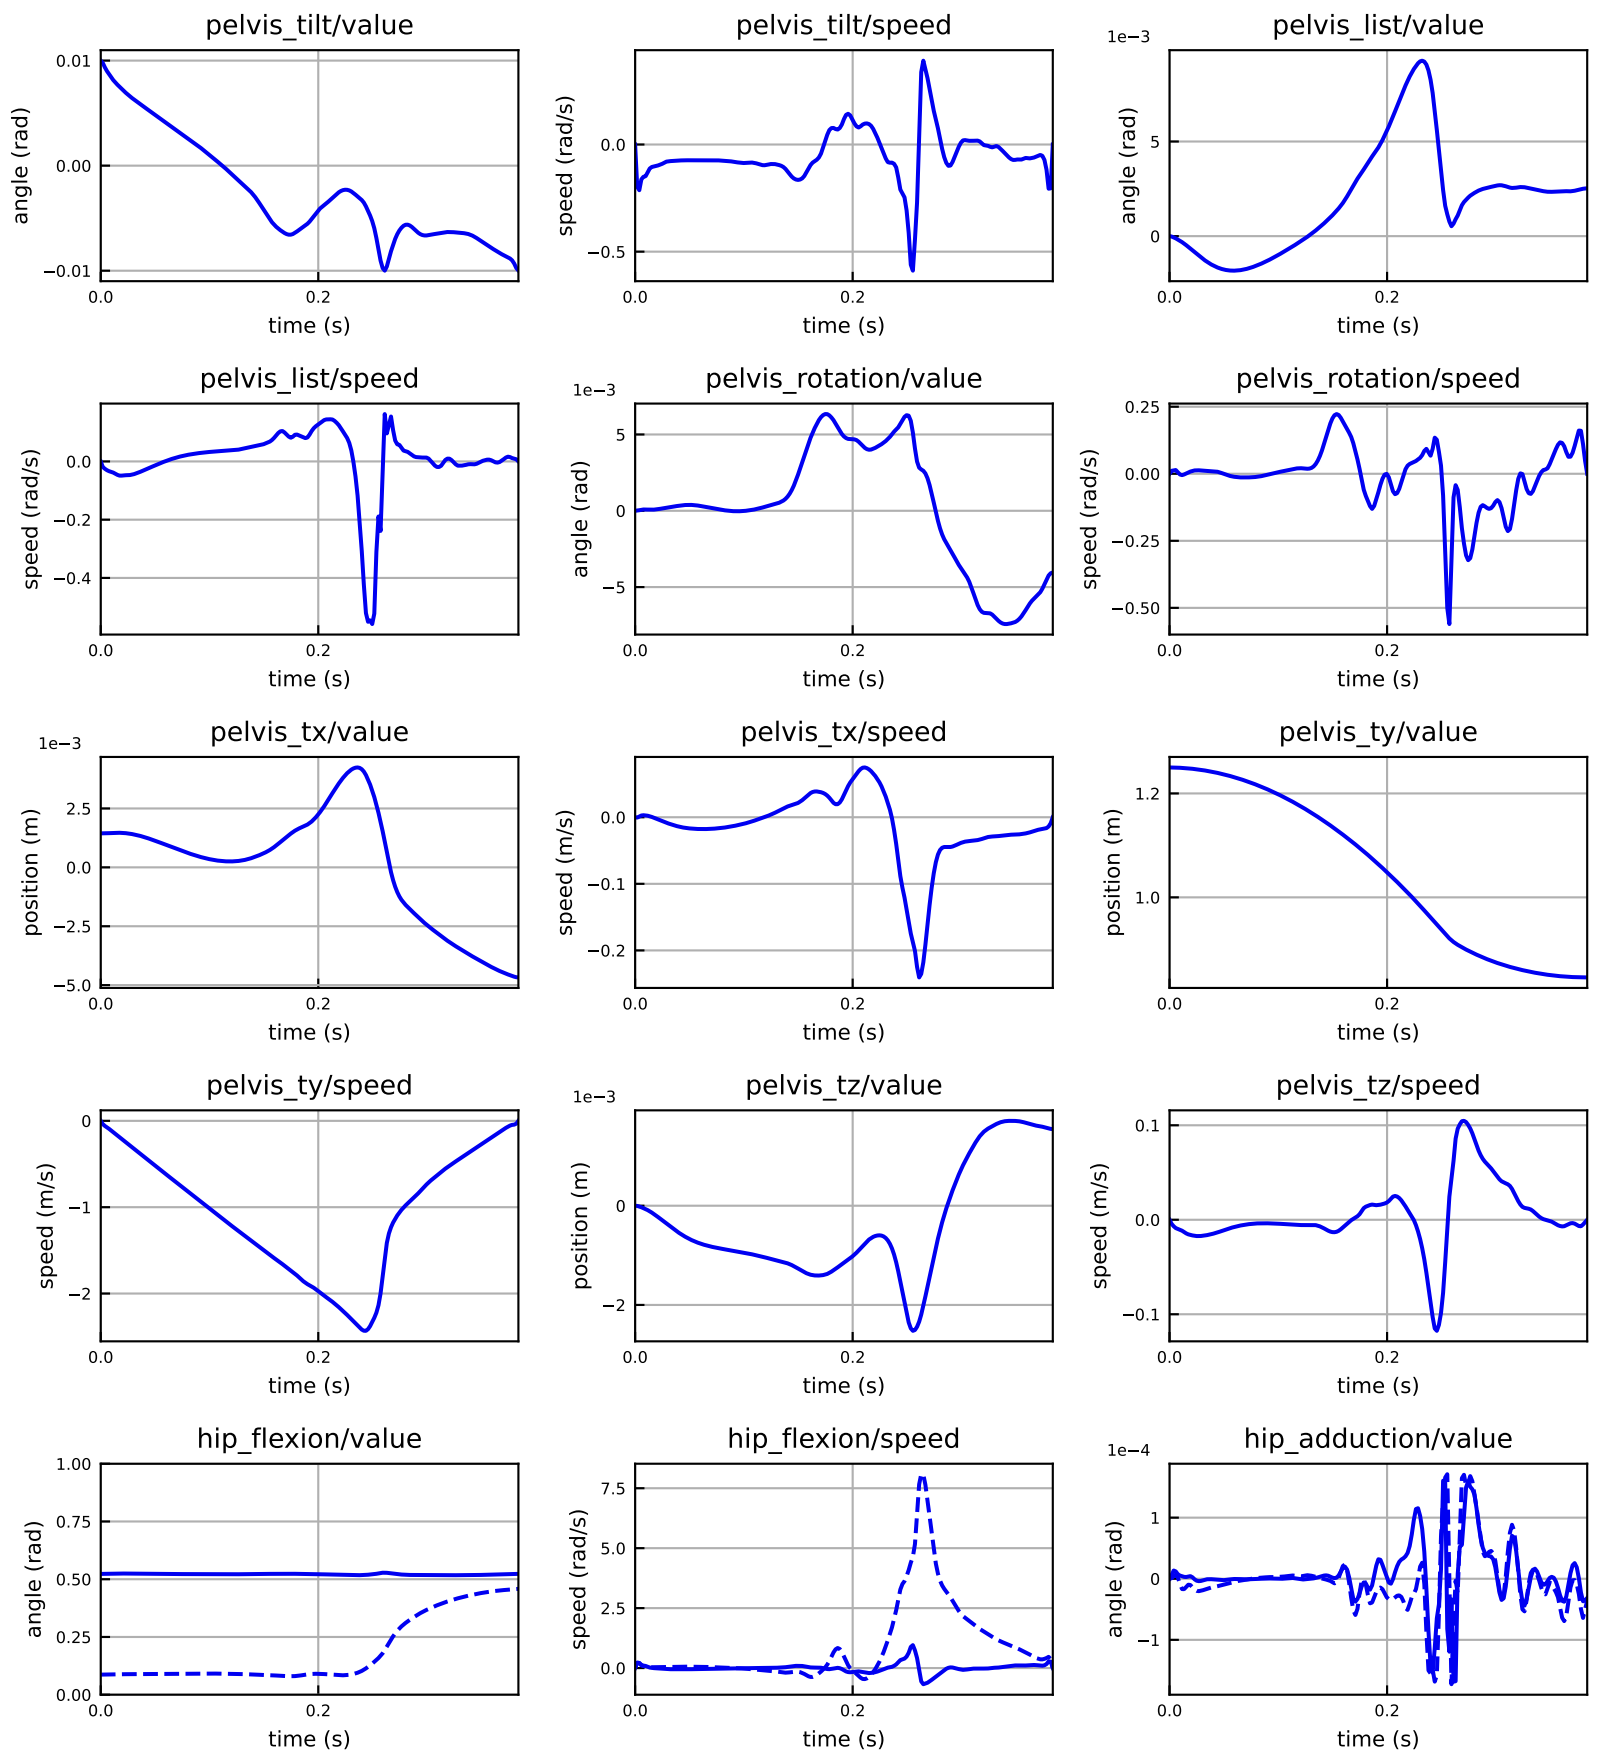 pelvis_tilt/value
angle (rad)
0.01
0.00
−0.01
0.0
0.2
time (s)
pelvis_tilt/speed
speed (rad/s)
0.0
−0.5
0.0
0.2
time (s)
pelvis_list/value
1e−3
angle (rad)
5
0
0.0
0.2
time (s)
pelvis_list/speed
speed (rad/s)
0.0
−0.2
−0.4
0.0
0.2
time (s)
pelvis_rotation/value
1e−3
angle (rad)
5
0
−5
0.0
0.2
time (s)
pelvis_rotation/speed
speed (rad/s)
0.25
0.00
−0.25
−0.50
0.0
0.2
time (s)
pelvis_tx/value
1e−3
position (m)
2.5
0.0
−2.5
−5.0
0.0
0.2
time (s)
pelvis_tx/speed
speed (m/s)
0.0
−0.1
−0.2
0.0
0.2
time (s)
pelvis_ty/value
position (m)
1.2
1.0
0.0
0.2
time (s)
pelvis_ty/speed
speed (m/s)
0
−1
−2
0.0
0.2
time (s)
pelvis_tz/value
1e−3
position (m)
0
−2
0.0
0.2
time (s)
pelvis_tz/speed
speed (m/s)
0.1
0.0
−0.1
0.0
0.2
time (s)
hip_flexion/value
angle (rad)
1.00
0.75
0.50
0.25
0.00
0.0
0.2
time (s)
hip_flexion/speed
speed (rad/s)
7.5
5.0
2.5
0.0
0.0
0.2
time (s)
hip_adduction/value
1e−4
angle (rad)
1
0
−1
0.0
0.2
time (s)